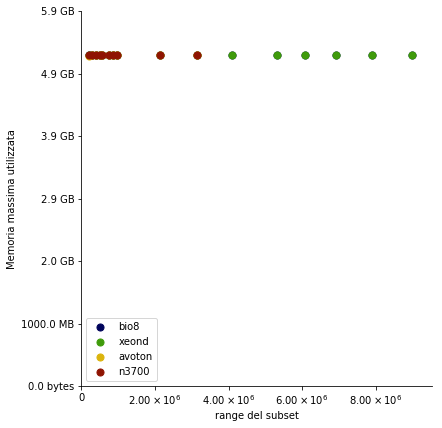 5.9 GB
4.9 GB
3.9 GB
2.9 GB
2.0 GB
1000.0 MB
0.0 bytes
Memoria massima utilizzata
bio8
xeond
avoton
n3700
0 2.00 × 10⁶ 4.00 × 10⁶ 6.00 × 10⁶ 8.00 × 10⁶
range del subset